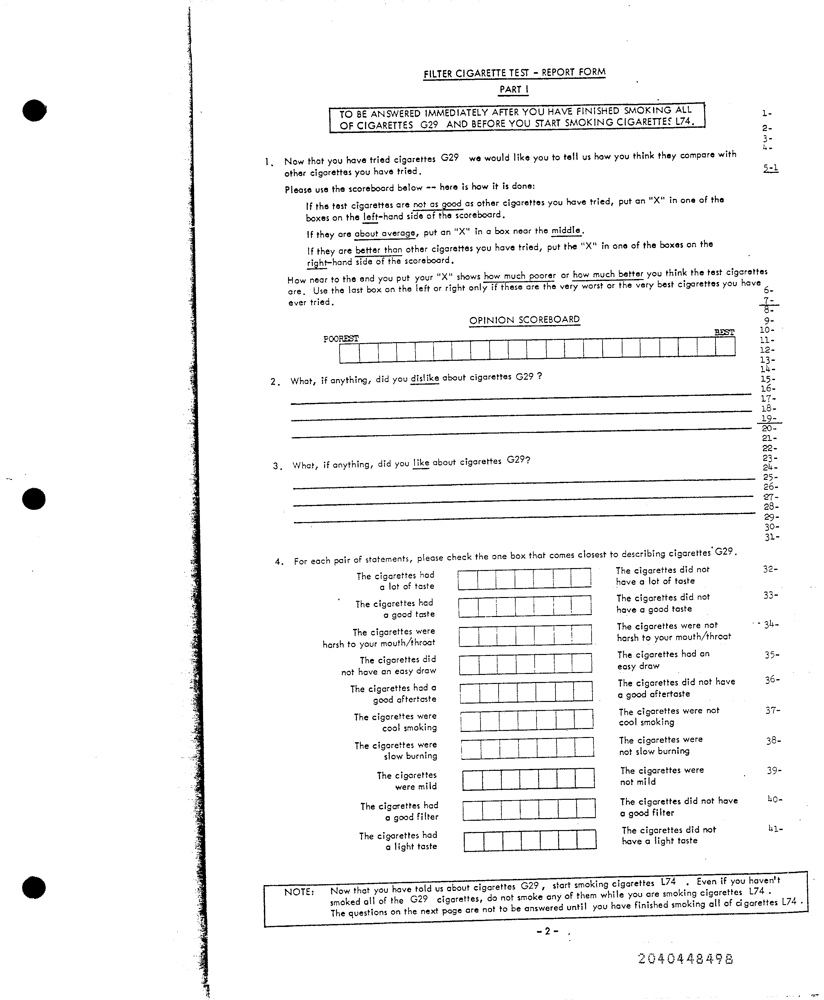 FILTER CIGARETTE TEST - REPORT FORM
PART I
TO BE ANSWERED IMMEDIATELY AFTER YOU HAVE FINISHED SMOKING ALL
OF CIGARETTES G29 AND BEFORE YOU START SMOKING CIGARETTES L74.
1-
2-
3-
4-
1. Now that you have tried cigarettes G29 we would like you to tell us how you think they compare with
other cigarettes you have tried.
5-1
Please use the scoreboard below -- here is how it is done:
If the test cigarettes are not as good as other cigarettes you have tried, put an "X" in one of the
boxes on the left-hand side of the scoreboard.
If they are about average, put an "X" in a box near the middle.
If they are better than other cigarettes you have tried, put the "X" in one of the boxes on the
right-hand side of the scoreboard.
How near to the end you put your "X" shows how much poorer or how much better you think the test cigarettes
are. Use the last box on the left or right only if these are the very worst or the very best cigarettes you have
ever tried.
6-
7-
8-
9-
10-
11-
12-
13-
14-
15-
16-
17-
18-
19-
20-
21-
22-
23-
24-
25-
26-
27-
28-
29-
30-
31-
OPINION SCOREBOARD
POOREST BEST
2. What, if anything, did you dislike about cigarettes G29 ?
3. What, if anything, did you like about cigarettes G29?
4. For each pair of statements, please check the one box that comes closest to describing cigarettes G29.
The cigarettes had
a lot of taste
The cigarettes did not
have a lot of taste
32-
The cigarettes had
a good taste
The cigarettes did not
have a good taste
33-
The cigarettes were
harsh to your mouth/throat
The cigarettes were not
harsh to your mouth/throat
34-
The cigarettes did
not have an easy draw
The cigarettes had an
easy draw
35-
The cigarettes had a
good aftertaste
The cigarettes did not have
a good aftertaste
36-
The cigarettes were
cool smoking
The cigarettes were not
cool smoking
37-
The cigarettes were
slow burning
The cigarettes were
not slow burning
38-
The cigarettes
were mild
The cigarettes were
not mild
39-
The cigarettes had
a good filter
The cigarettes did not have
a good filter
40-
The cigarettes had
a light taste
The cigarettes did not
have a light taste
41-
NOTE: Now that you have told us about cigarettes G29 , start smoking cigarettes L74 . Even if you haven't
smoked all of the G29 cigarettes, do not smoke any of them while you are smoking cigarettes L74 .
The questions on the next page are not to be answered until you have finished smoking all of cigarettes L74 .
- 2 -
2040448498